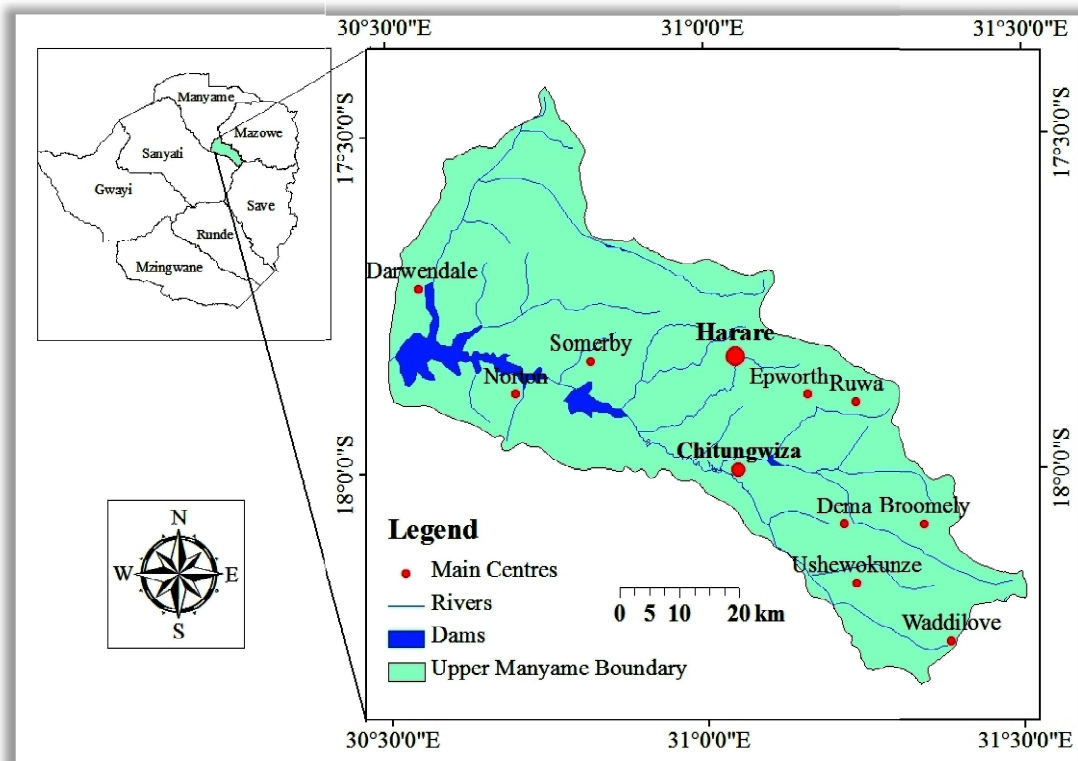 30°30'0"E
31°0'0"E
31°30'0"E
17°30'0"S
17°30'0"S
18°0'0"S
18°0'0"S
Manyame
Mazowe
Sanyati
Gwayi
Save
Runde
Mzingwane
Darwendale
Harare
Somerby
Norton
Epworth
Ruwa
Chitungwiza
Dema
Broomely
Ushewokunze
Waddilove
Legend
Main Centres
Rivers
Dams
Upper Manyame Boundary
0 5 10 20 km
N
W
E
S
30°30'0"E
31°0'0"E
31°30'0"E